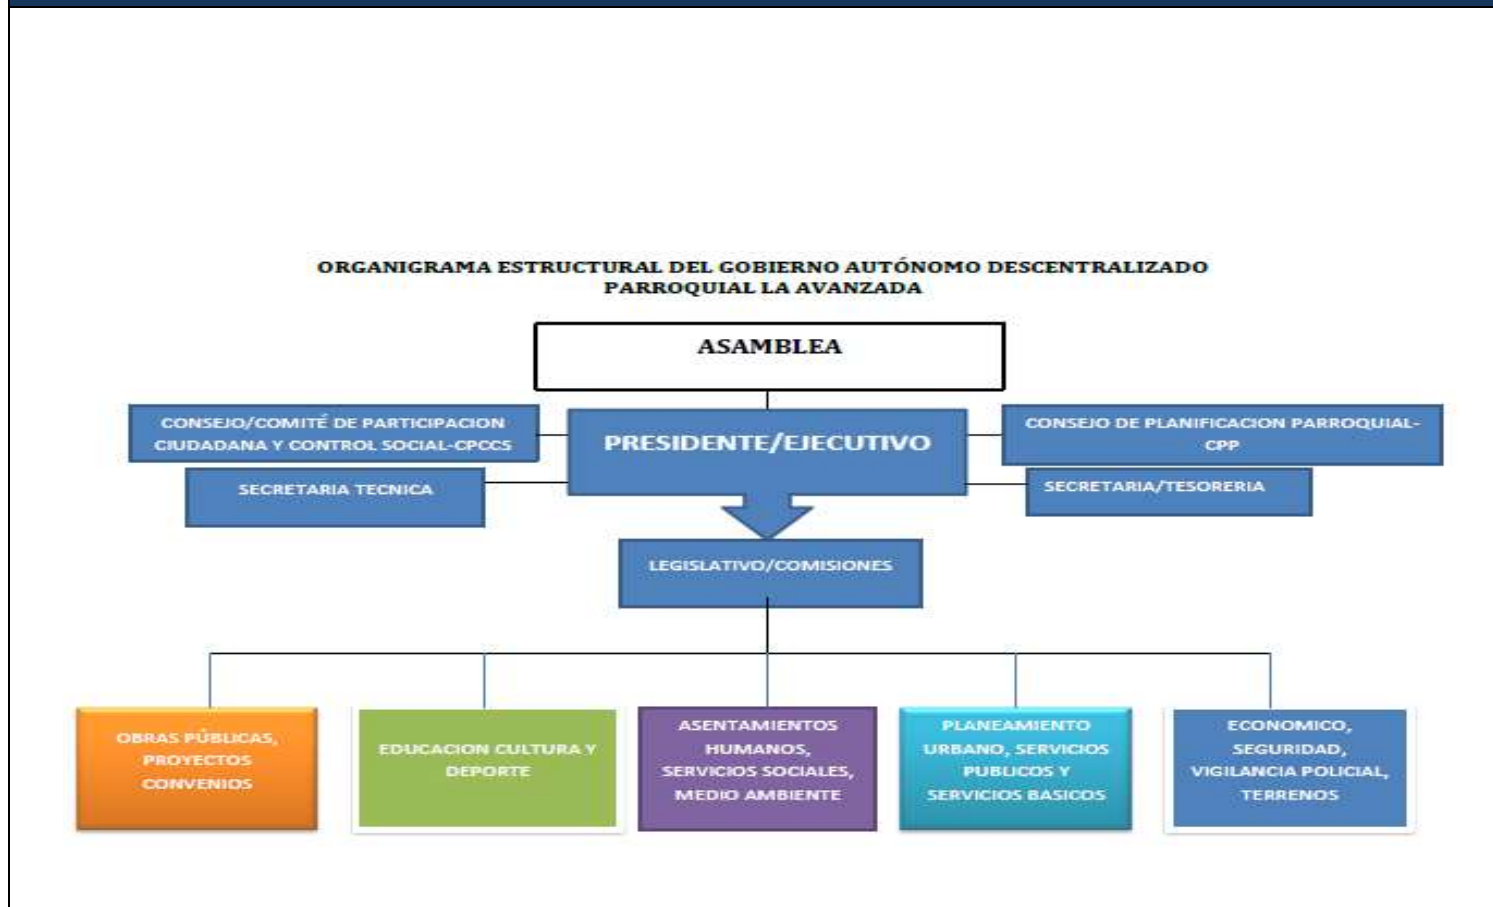 ORGANIGRAMA ESTRUCTURAL DEL GOBIERNO AUTÓNOMO DESCENTRALIZADO
PARROQUIAL LA AVANZADA
ASAMBLEA
CONSEJO/COMITÉ DE PARTICIPACION
CIUDADANA Y CONTROL SOCIAL-CPCCS
PRESIDENTE/EJECUTIVO
CONSEJO DE PLANIFICACION PARROQUIAL-
CPP
SECRETARIA TECNICA
SECRETARIA/TESORERIA
LEGISLATIVO/COMISIONES
OBRAS PÚBLICAS,
PROYECTOS
CONVENIOS
EDUCACION CULTURA Y
DEPORTE
ASENTAMIENTOS
HUMANOS,
SERVICIOS SOCIALES,
MEDIO AMBIENTE
PLANEAMIENTO
URBANO, SERVICIOS
PUBLICOS Y
SERVICIOS BASICOS
ECONOMICO,
SEGURIDAD,
VIGILANCIA POLICIAL,
TERRENOS